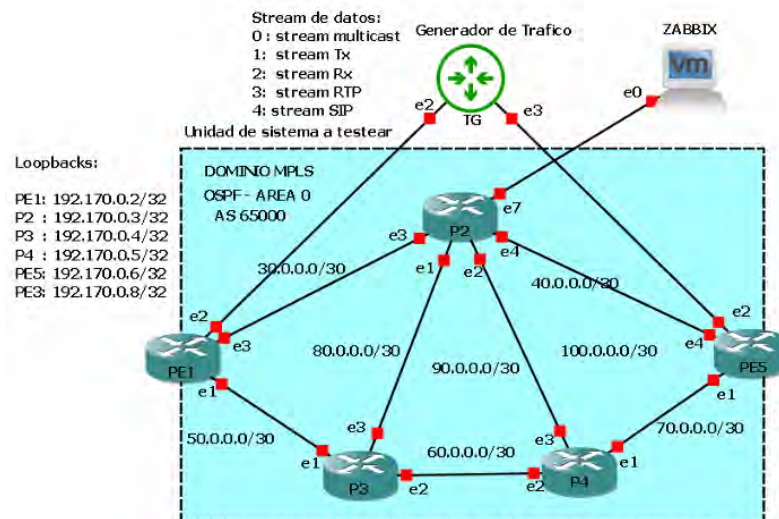 Stream de datos:
0 : stream multicast
1: stream Tx
2: stream Rx
3: stream RTP
4: stream SIP
Generador de Trafico
ZABBIX
vm
e0
e2
e3
TG
Unidad de sistema a testear
Loopbacks:
PE1: 192.170.0.2/32
P2 : 192.170.0.3/32
P3 : 192.170.0.4/32
P4 : 192.170.0.5/32
PE5: 192.170.0.6/32
PE3: 192.170.0.8/32
DOMINIO MPLS
OSPF - AREA 0
AS 65000
e7
P2
e3
e1
e2
e4
30.0.0.0/30
40.0.0.0/30
e2
e3
PE1
e1
80.0.0.0/30
90.0.0.0/30
100.0.0.0/30
e2
e4
PE5
e1
50.0.0.0/30
e3
60.0.0.0/30
e3
70.0.0.0/30
e1
P3
e2
e2
P4
e1